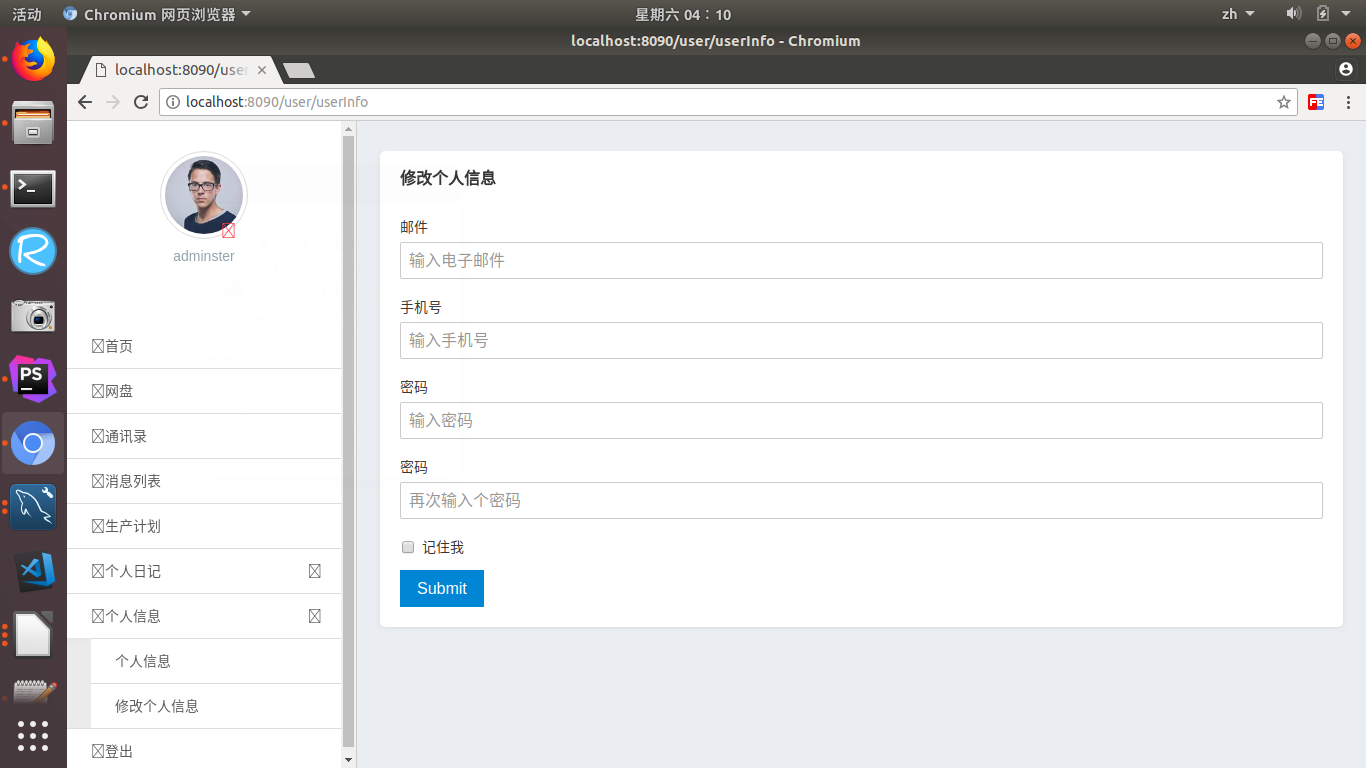 活动
Chromium 网页浏览器
星期六 04：10
zh
localhost:8090/user/userInfo - Chromium
localhost:8090/user
localhost:8090/user/userInfo
FE
PS
adminster
首页
网盘
通讯录
消息列表
生产计划
个人日记
个人信息
个人信息
修改个人信息
登出
修改个人信息
邮件
输入电子邮件
手机号
输入手机号
密码
输入密码
密码
再次输入个密码
记住我
Submit